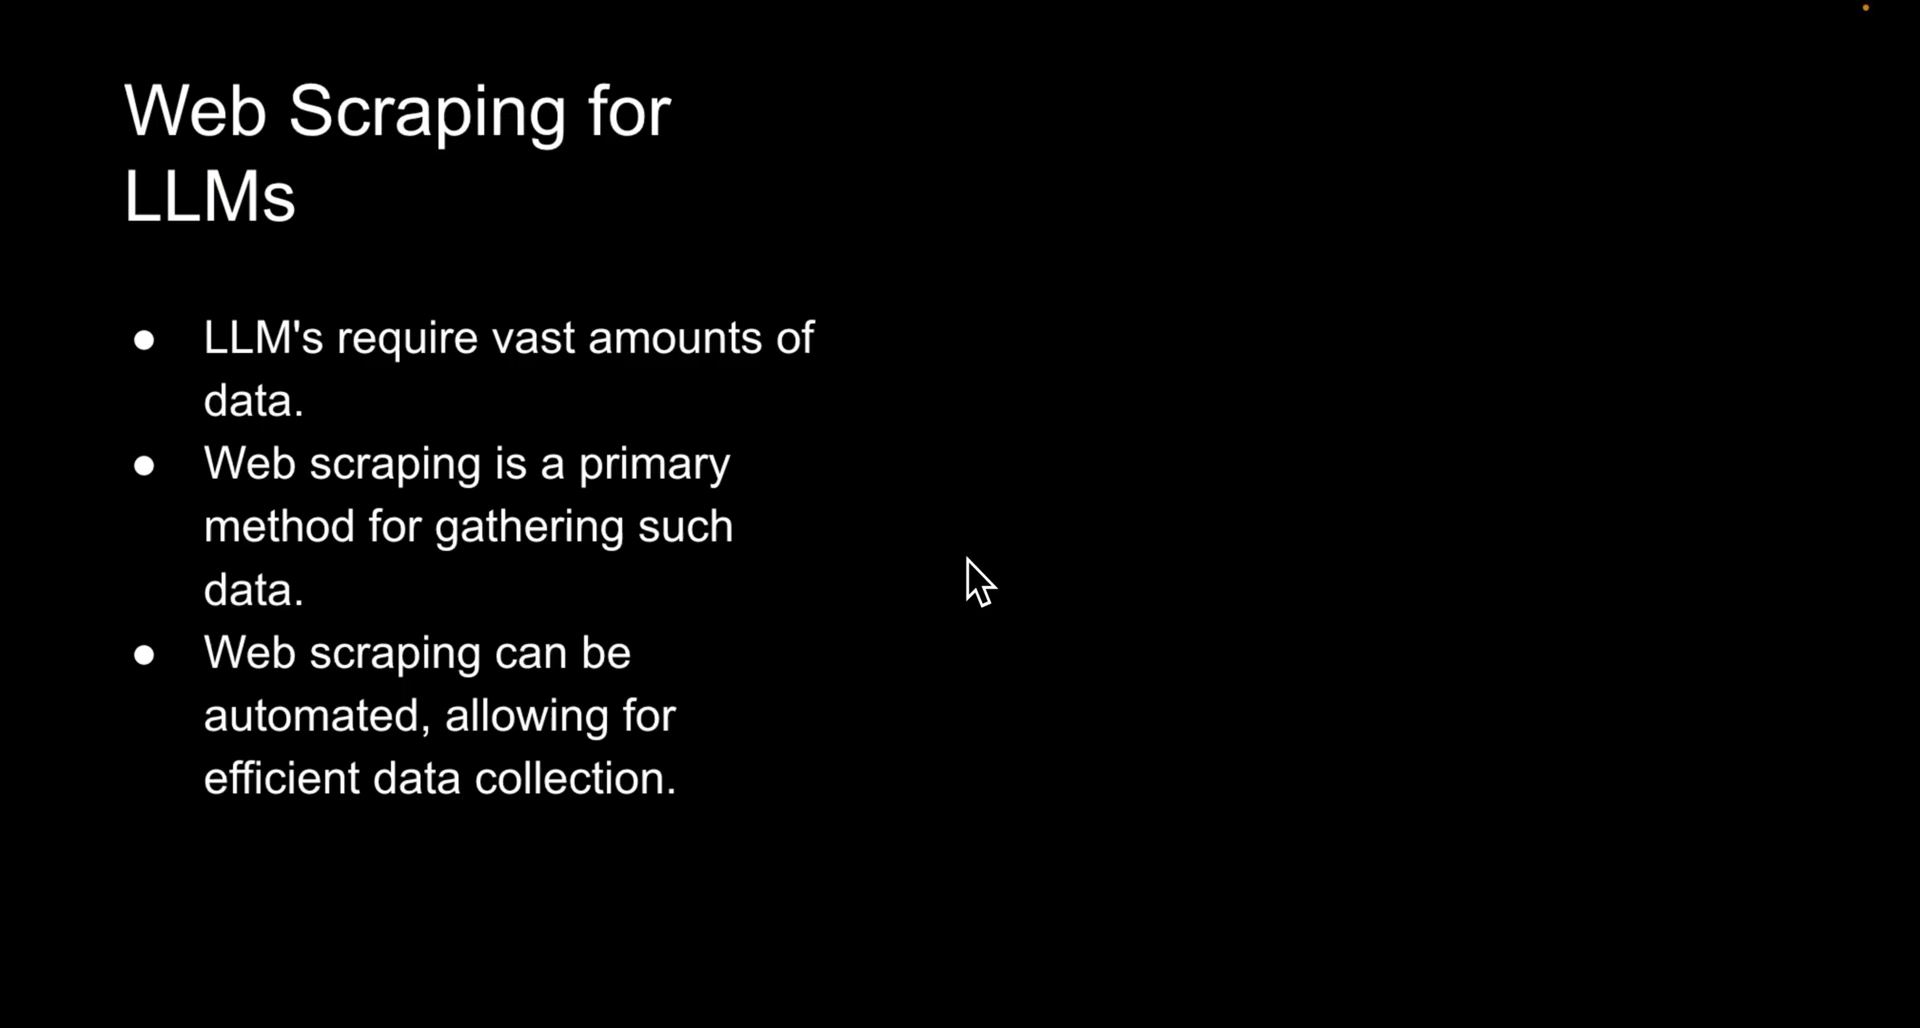 Web Scraping for
LLMs
● LLM's require vast amounts of
data.
● Web scraping is a primary
method for gathering such
data.
● Web scraping can be
automated, allowing for
efficient data collection.